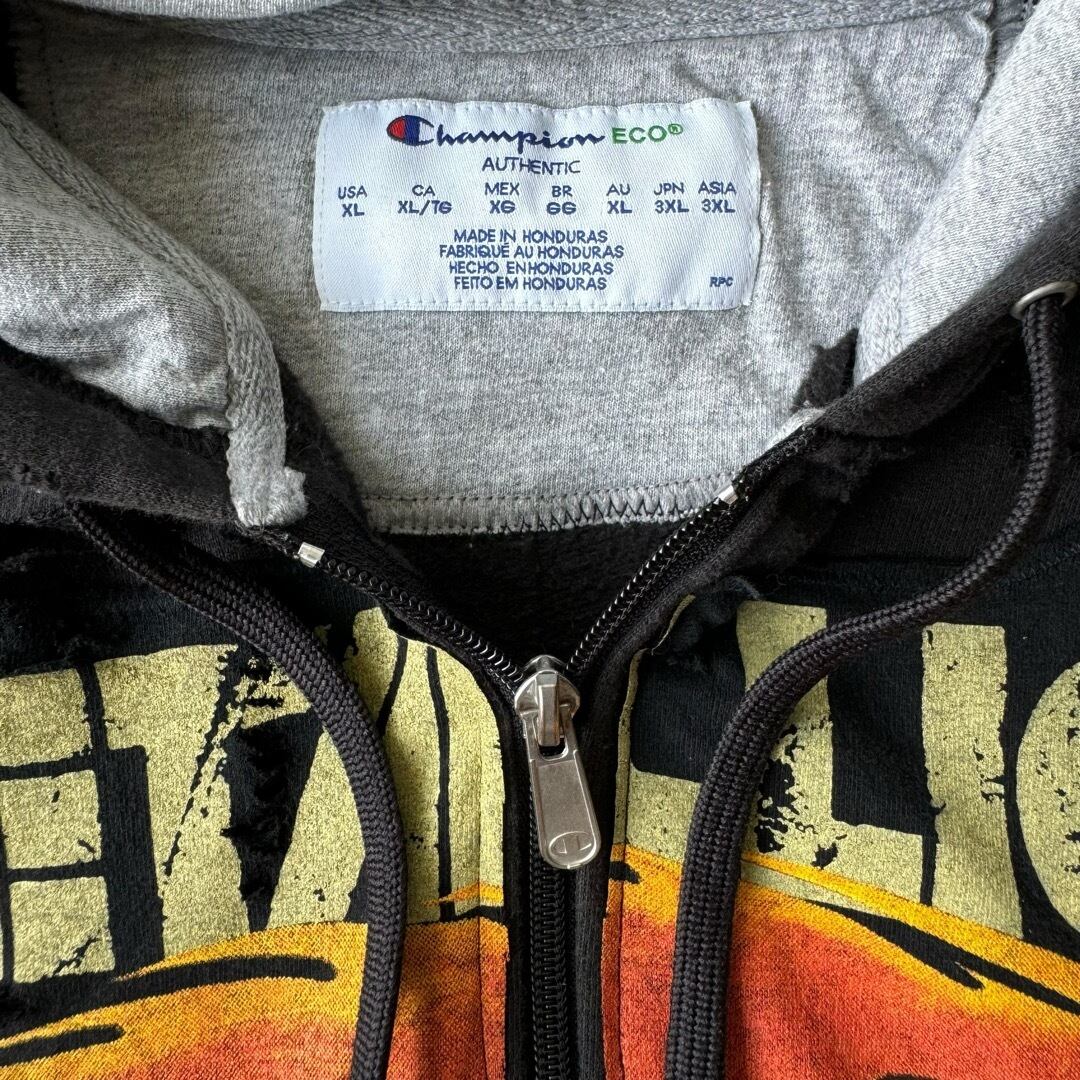 Champion ECO®
AUTHENTIC
USA CA MEX BR AU JPN ASIA
XL XL/TG XG GG XL 3XL 3XL
MADE IN HONDURAS
FABRIQUÉ AU HONDURAS
HECHO EN HONDURAS
FEITO EM HONDURAS
RPC